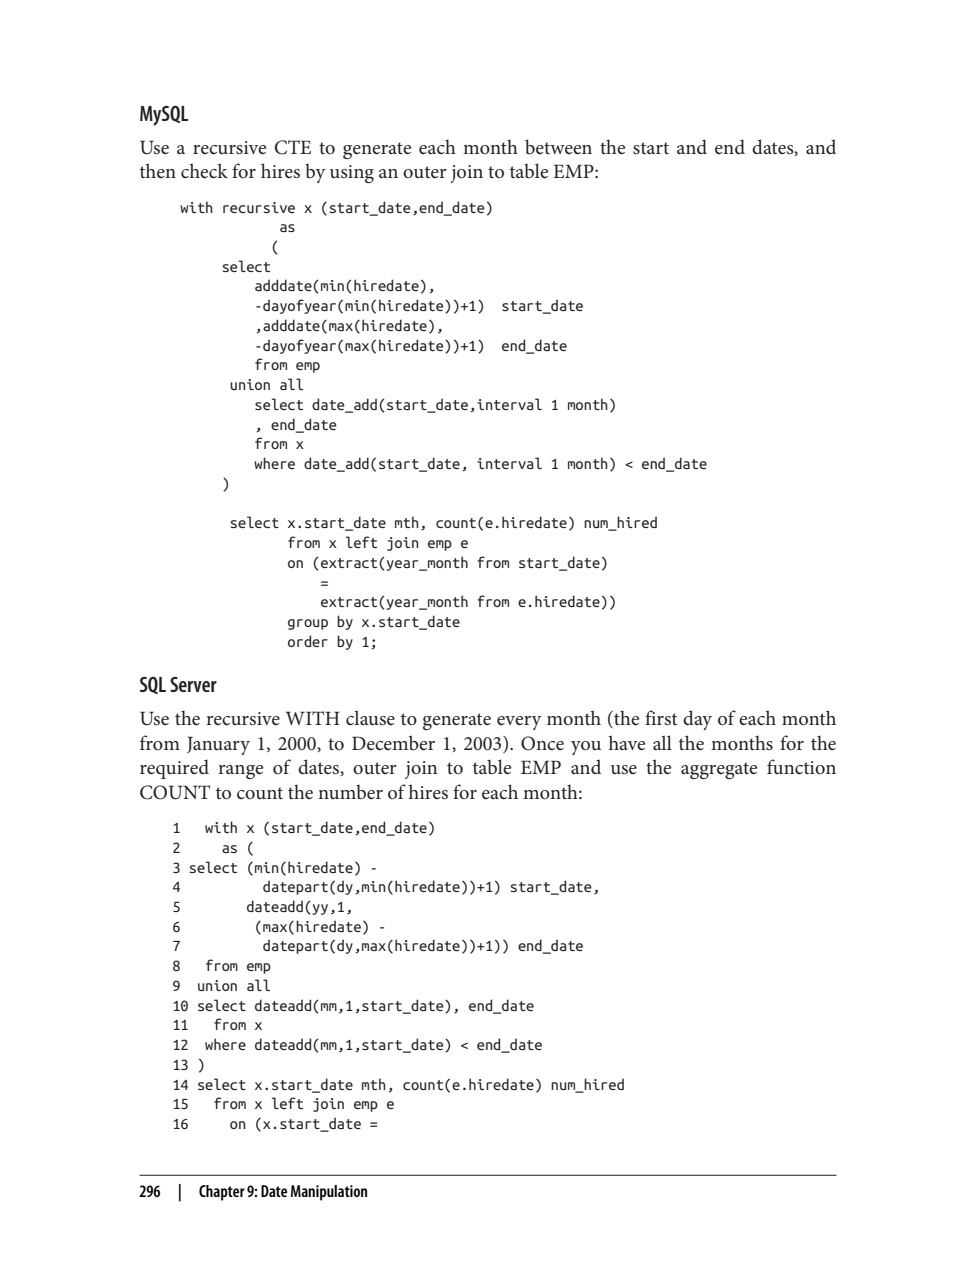 MySQL
Use a recursive CTE to generate each month between the start and end dates, and
then check for hires by using an outer join to table EMP:
with recursive x (start_date,end_date)
as
(
select
adddate(min(hiredate),
-dayofyear(min(hiredate))+1)  start_date
,adddate(max(hiredate),
-dayofyear(max(hiredate))+1)  end_date
from emp
union all
select date_add(start_date,interval 1 month)
, end_date
from x
where date_add(start_date, interval 1 month) < end_date
)
select x.start_date mth, count(e.hiredate) num_hired
from x left join emp e
on (extract(year_month from start_date)
=
extract(year_month from e.hiredate))
group by x.start_date
order by 1;
SQL Server
Use the recursive WITH clause to generate every month (the first day of each month
from January 1, 2000, to December 1, 2003). Once you have all the months for the
required range of dates, outer join to table EMP and use the aggregate function
COUNT to count the number of hires for each month:
1   with x (start_date,end_date)
2     as (
3 select (min(hiredate) -
4          datepart(dy,min(hiredate))+1) start_date,
5        dateadd(yy,1,
6         (max(hiredate) -
7          datepart(dy,max(hiredate))+1)) end_date
8   from emp
9  union all
10 select dateadd(mm,1,start_date), end_date
11   from x
12  where dateadd(mm,1,start_date) < end_date
13 )
14 select x.start_date mth, count(e.hiredate) num_hired
15   from x left join emp e
16     on (x.start_date =
296 | Chapter 9: Date Manipulation